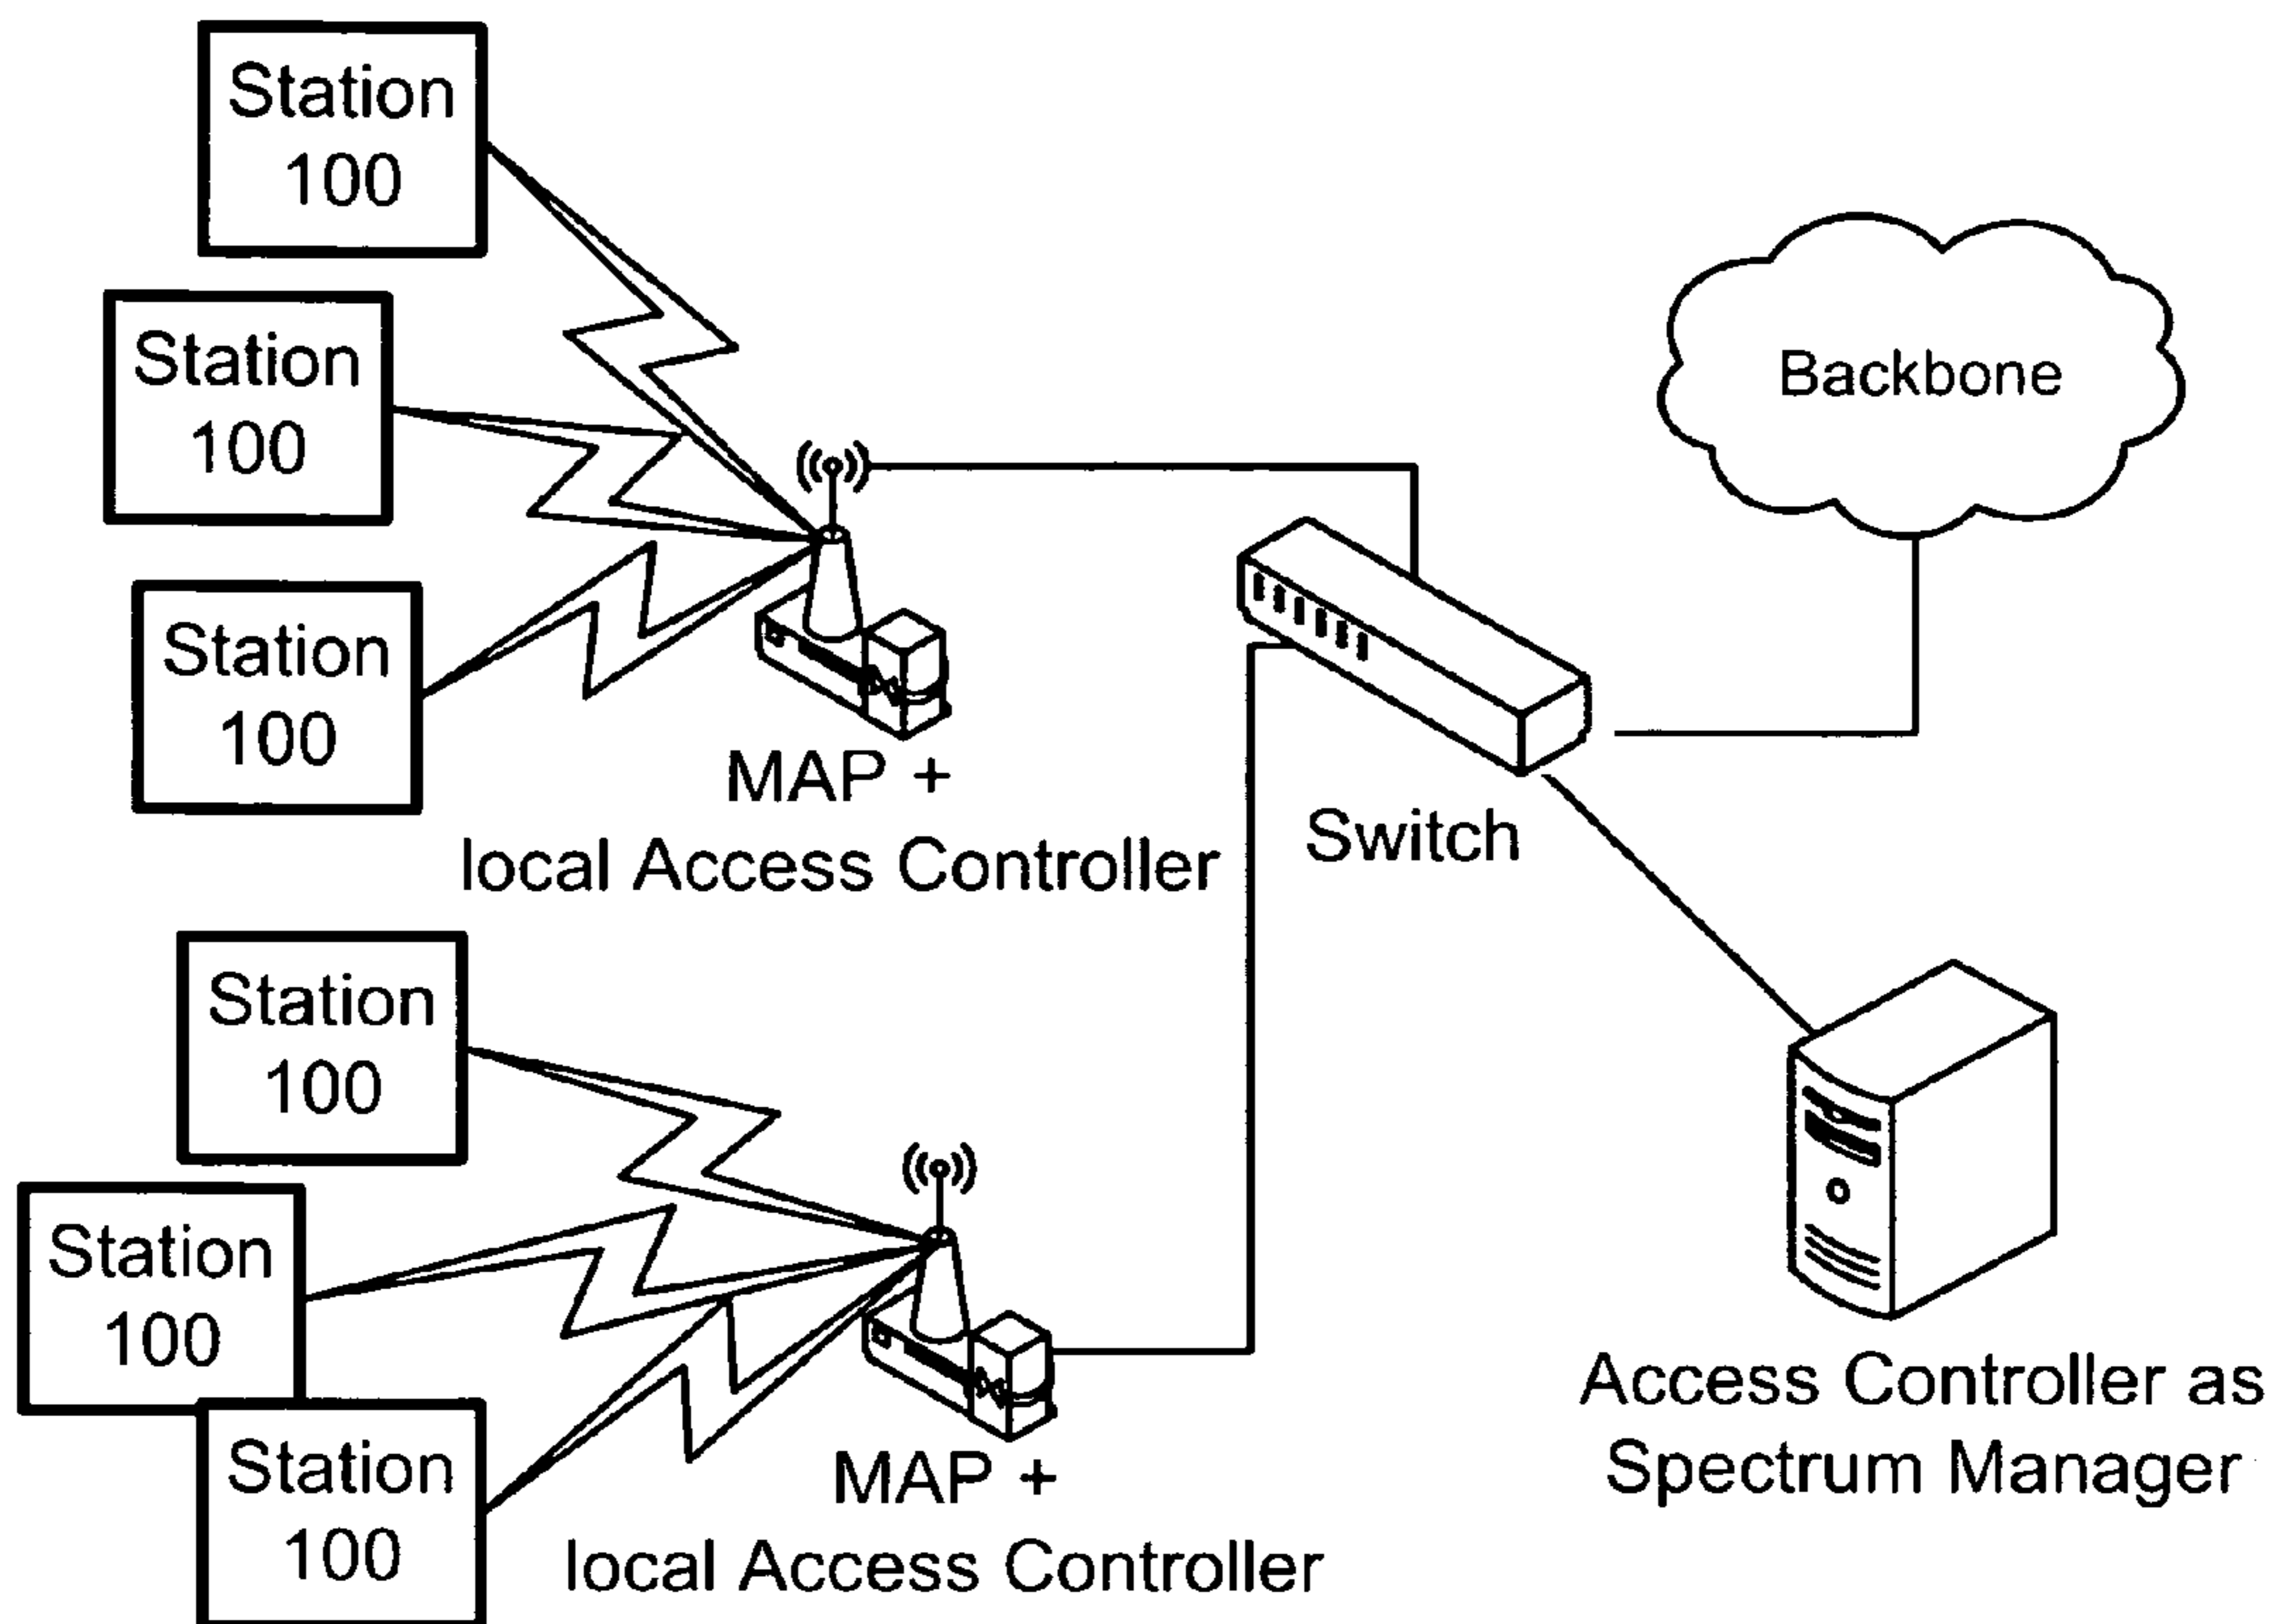 Station
100
Station
100
Station
100
Backbone
MAP +
local Access Controller
Switch
Station
100
Station
100
Station
100
MAP +
local Access Controller
Access Controller as
Spectrum Manager